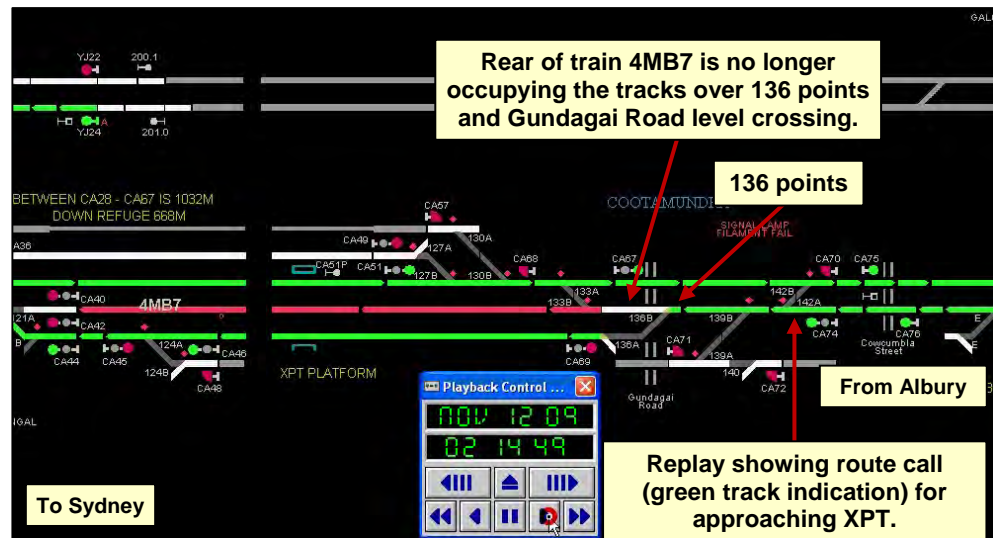 GAL
YJ22
200.1
Rear of train 4MB7 is no longer
occupying the tracks over 136 points
and Gundagai Road level crossing.
A
YJ24
201.0
136 points
BETWEEN CA28 - CA67 IS 1032M
DOWN REFUGE 668M
COOTAMUND
SIGNAL LAMP
FILAMENT FAIL
CA57
A36
CA49
127A
130A
CA51P
CA51
127B
130B
CA68
CA67
CA70
CA75
133A
142B
CA40
4MB7
133B
136B
139B
142A
E
121A
CA42
CA74
CA76
B
124A
136A
CA71
Cowcumbla
Street
E
CA44
CA45
CA46
139A
124B
CA48
XPT PLATFORM
CA69
140
CA72
Gundagai
Road
From Albury
NGAL
Playback Control ...
NOV 12 09
02 14 49
To Sydney
Replay showing route call
(green track indication) for
approaching XPT.